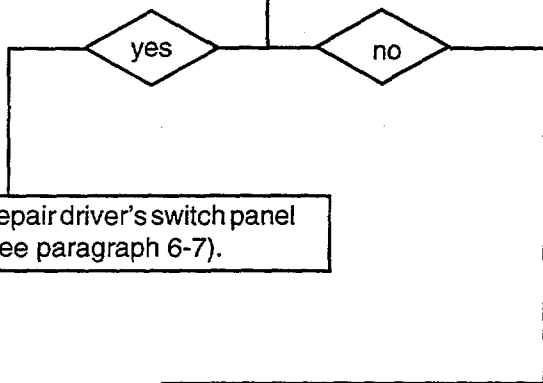 yes
no
epair driver's switch panel
ee paragraph 6-7).